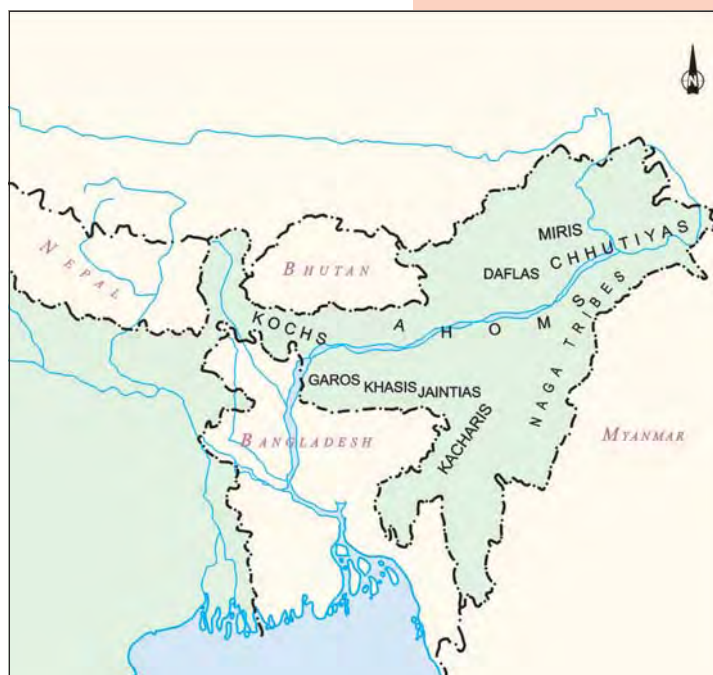 N
MIRIS
CHHUTIYAS
DAFLAS
NEPAL
BHUTAN
KOCHS
AHOMS
NAGA TRIBES
GAROS
KHASIS
JAINTIAS
KACHARIS
BANGLADESH
MYANMAR